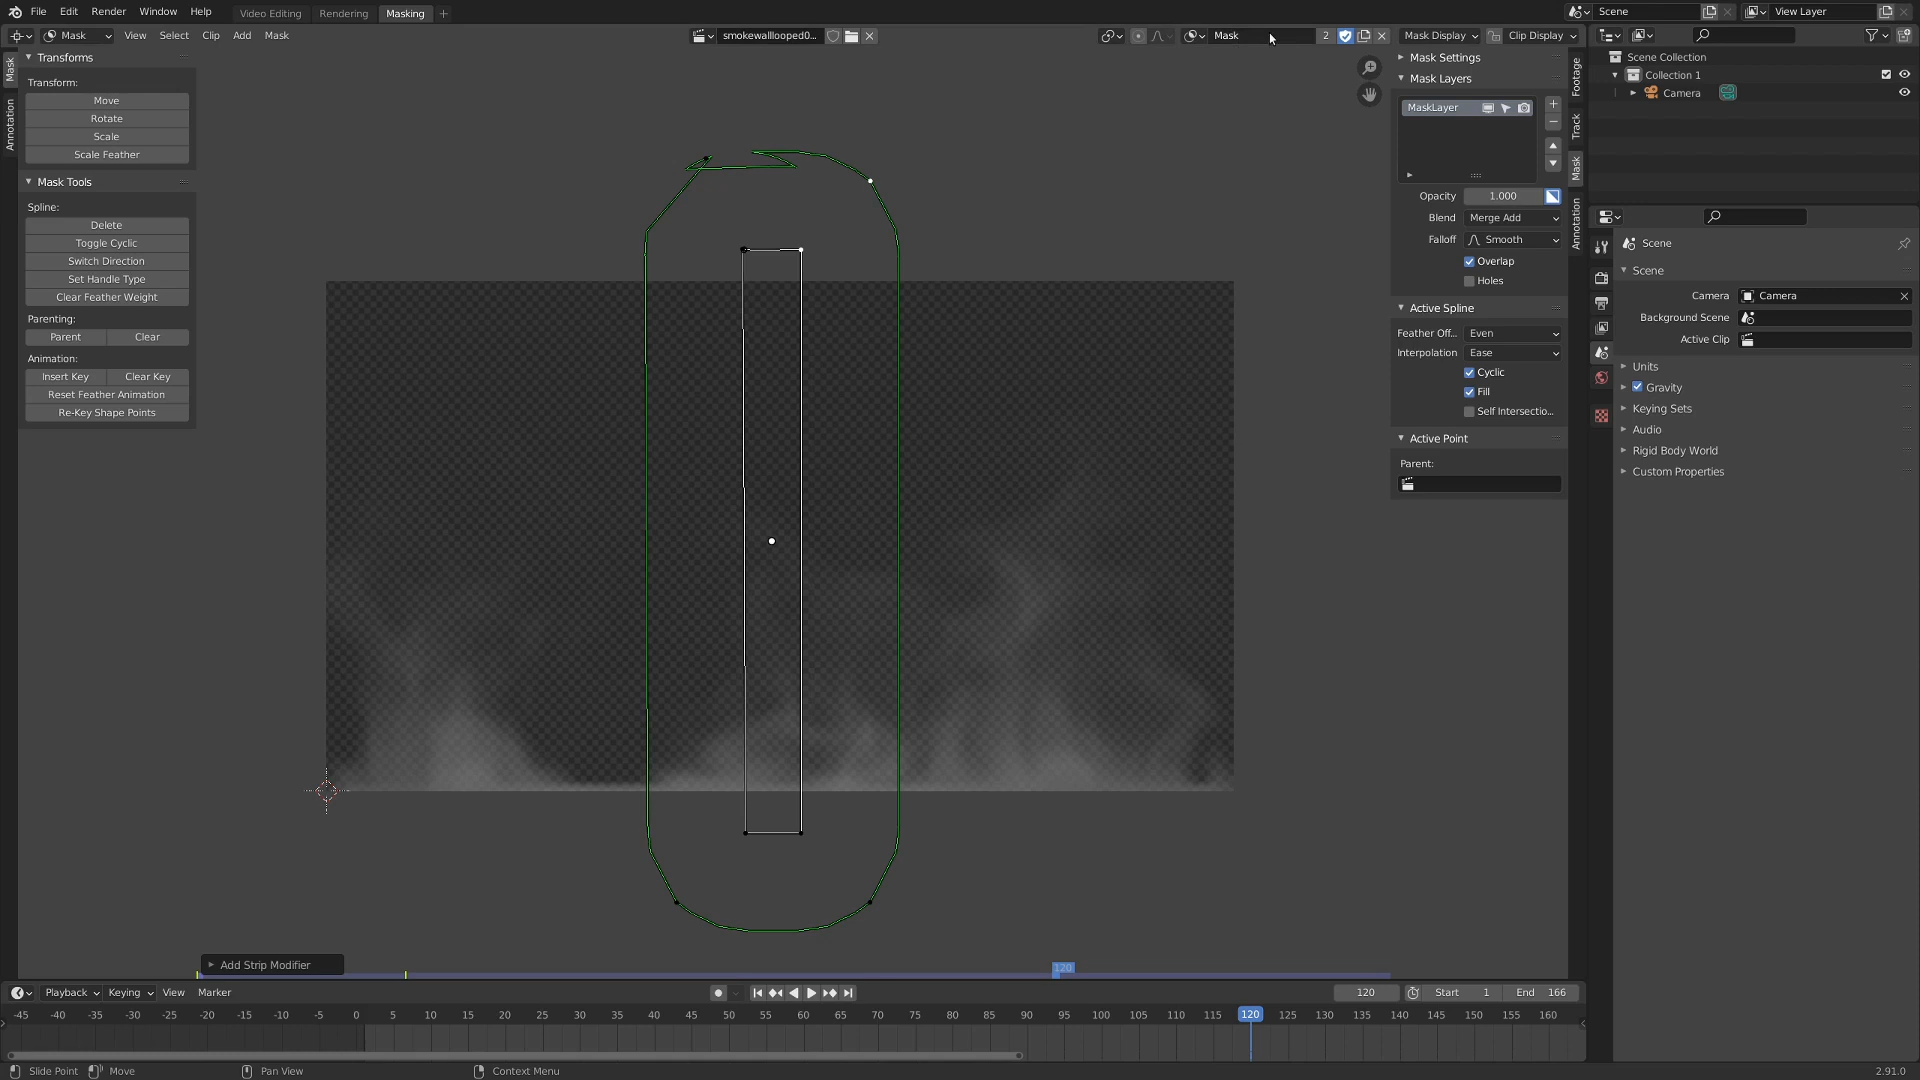 File Edit Render Window Help Video Editing Rendering Masking + Scene View Layer
Mask View Select Clip Add Mask smokewalllooped0... Mask 2 Mask Display Clip Display
Transforms
Transform:
Move
Rotate
Scale
Scale Feather
Mask Tools
Spline:
Delete
Toggle Cyclic
Switch Direction
Set Handle Type
Clear Feather Weight
Parenting:
Parent Clear
Animation:
Insert Key Clear Key
Reset Feather Animation
Re-Key Shape Points
Mask
Annotation
Add Strip Modifier
120
Mask Settings
Mask Layers
MaskLayer
Opacity 1.000
Blend Merge Add
Falloff Smooth
Overlap
Holes
Active Spline
Feather Off... Even
Interpolation Ease
Cyclic
Fill
Self Intersectio...
Active Point
Parent:
Footage
Track
Mask
Annotation
Scene Collection
Collection 1
Camera
Scene
Scene
Camera Camera
Background Scene
Active Clip
Units
Gravity
Keying Sets
Audio
Rigid Body World
Custom Properties
Playback Keying View Marker 120 Start 1 End 166
-45 -40 -35 -30 -25 -20 -15 -10 -5 0 5 10 15 20 25 30 35 40 45 50 55 60 65 70 75 80 85 90 95 100 105 110 115 120 125 130 135 140 145 150 155 160
Slide Point Move Pan View Context Menu 2.91.0